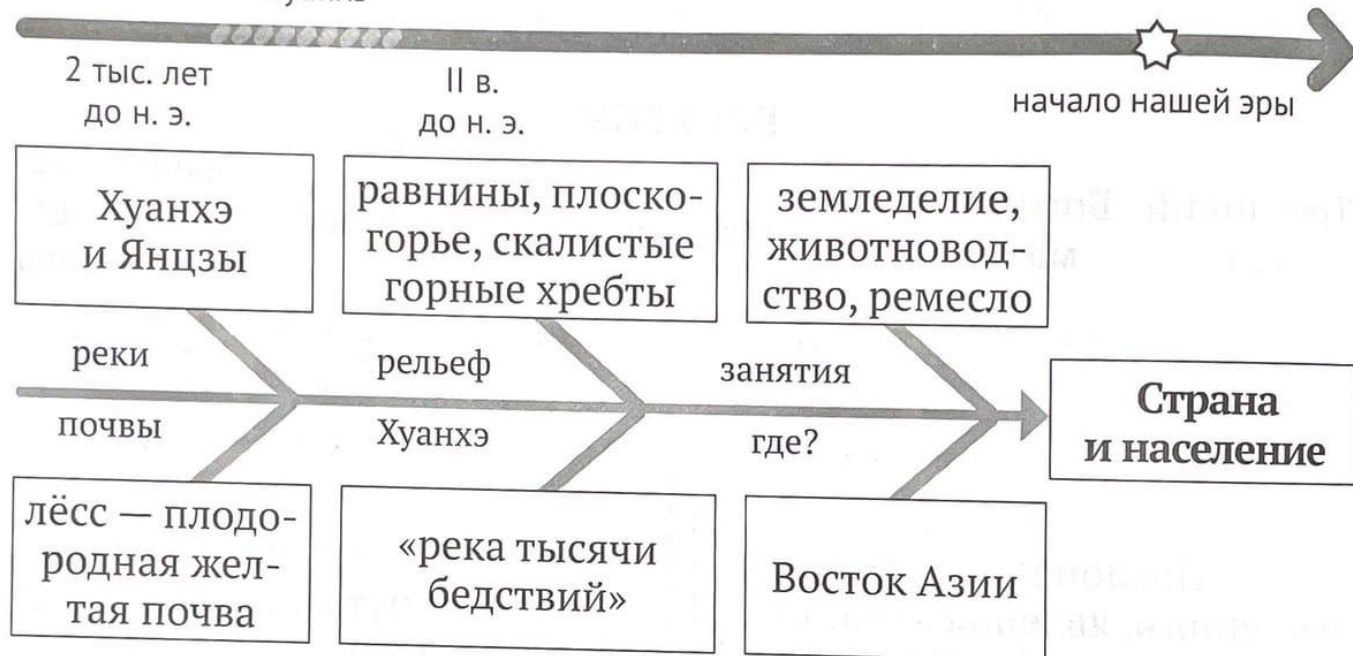 2 тыс. лет
до н. э.
II в.
до н. э.
начало нашей эры
Хуанхэ
и Янцзы
равнины, плоско-
горье, скалистые
горные хребты
земледелие,
животновод-
ство, ремесло
реки
рельеф
занятия
Страна
и население
почвы
Хуанхэ
где?
лёсс — плодо-
родная жел-
тая почва
«река тысячи
бедствий»
Восток Азии